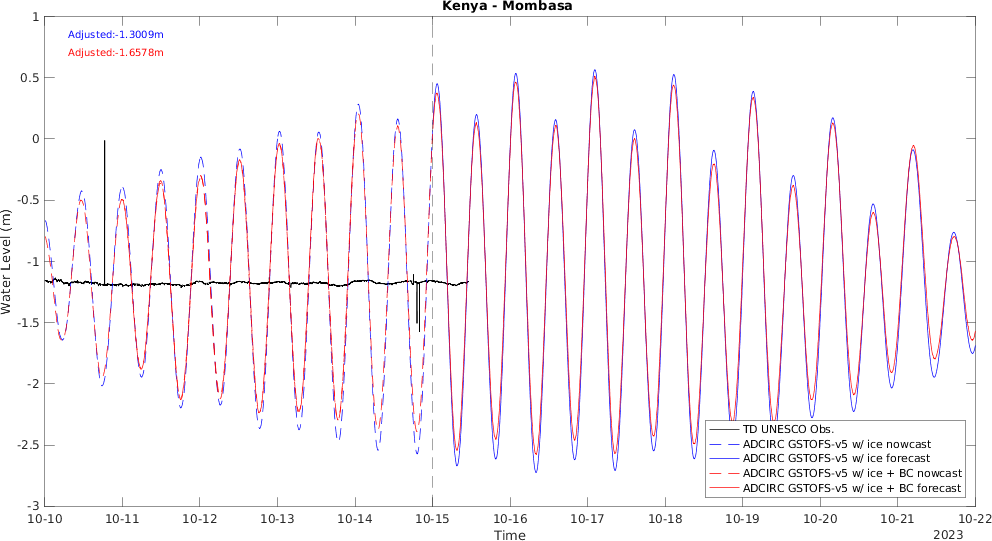 Kenya - Mombasa
Adjusted:-1.3009m
Adjusted:-1.6578m
Water Level (m)
1
0.5
0
-0.5
-1
-1.5
-2
-2.5
-3
TD UNESCO Obs.
ADCIRC GSTOFS-v5 w/ ice nowcast
ADCIRC GSTOFS-v5 w/ ice forecast
ADCIRC GSTOFS-v5 w/ ice + BC nowcast
ADCIRC GSTOFS-v5 w/ ice + BC forecast
10-10 10-11 10-12 10-13 10-14 10-15 10-16 10-17 10-18 10-19 10-20 10-21 10-22
Time
2023